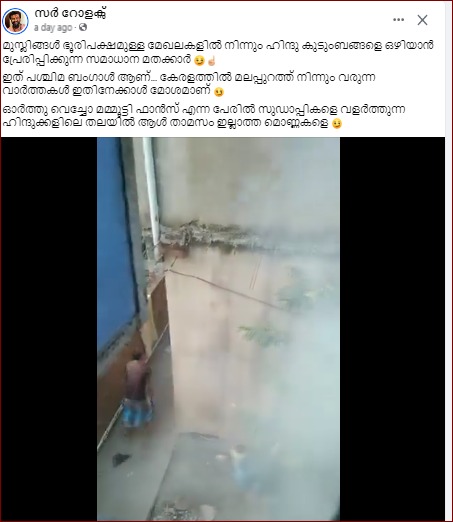 സർ റോളക്സ്
a day ago ·
മുസ്ലിങ്ങൾ ഭൂരിപക്ഷമുള്ള മേഖലകളിൽ നിന്നും ഹിന്ദു കുടുംബങ്ങളെ ഒഴിയാൻ
പ്രേരിപ്പിക്കുന്ന സമാധാന മതക്കാർ 😏☝️
ഇത് പശ്ചിമ ബംഗാൾ ആണ്... കേരളത്തിൽ മലപ്പുറത്ത് നിന്നും വരുന്ന
വാർത്തകൾ ഇതിനേക്കാൾ മോശമാണ് 😏
ഓർത്തു വെച്ചോ മമ്മൂട്ടി ഫാൻസ് എന്ന പേരിൽ സുഡാപ്പികളെ വളർത്തുന്ന
ഹിന്ദുക്കളിലെ തലയിൽ ആൾ താമസം ഇല്ലാത്ത മൊണ്ണകളെ 😏